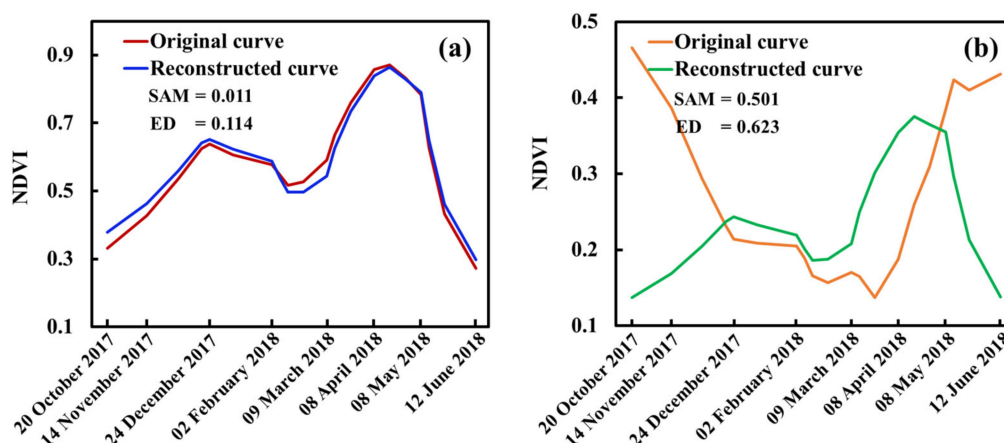 (a)
Original curve
Reconstructed curve
SAM = 0.011
ED = 0.114
NDVI
0.9
0.7
0.5
0.3
0.1
20 October 2017
14 November 2017
24 December 2017
02 February 2018
09 March 2018
08 April 2018
08 May 2018
12 June 2018
(b)
Original curve
Reconstructed curve
SAM = 0.501
ED = 0.623
NDVI
0.5
0.4
0.3
0.2
0.1
20 October 2017
14 November 2017
24 December 2017
02 February 2018
09 March 2018
08 April 2018
08 May 2018
12 June 2018